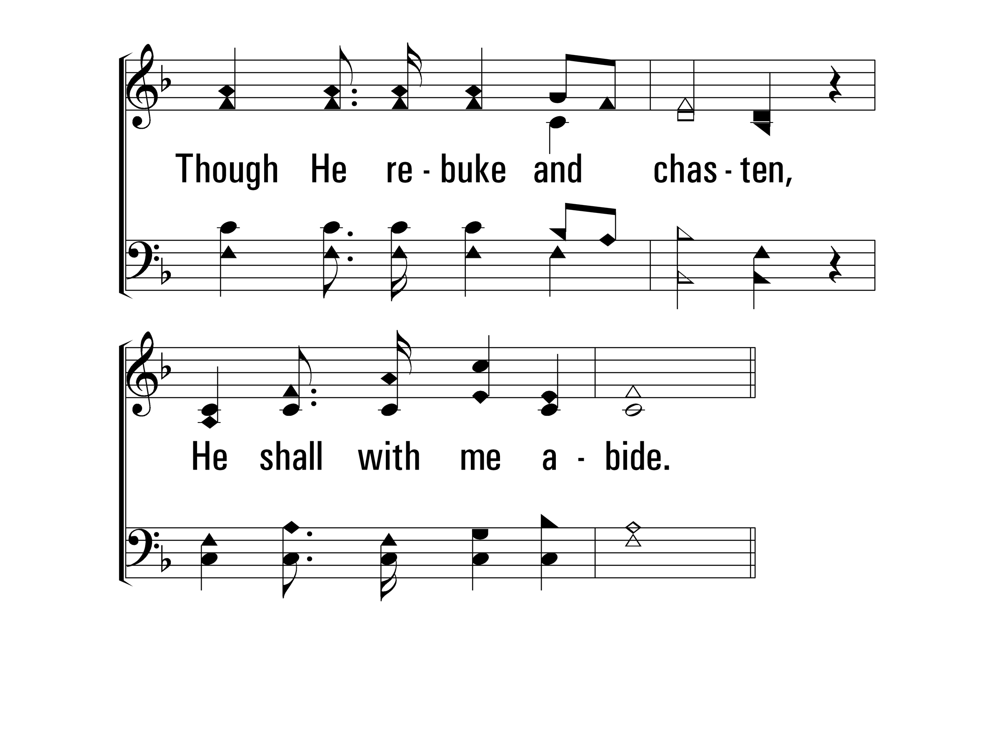 Though He re - buke and chas - ten,
He shall with me a - bide.